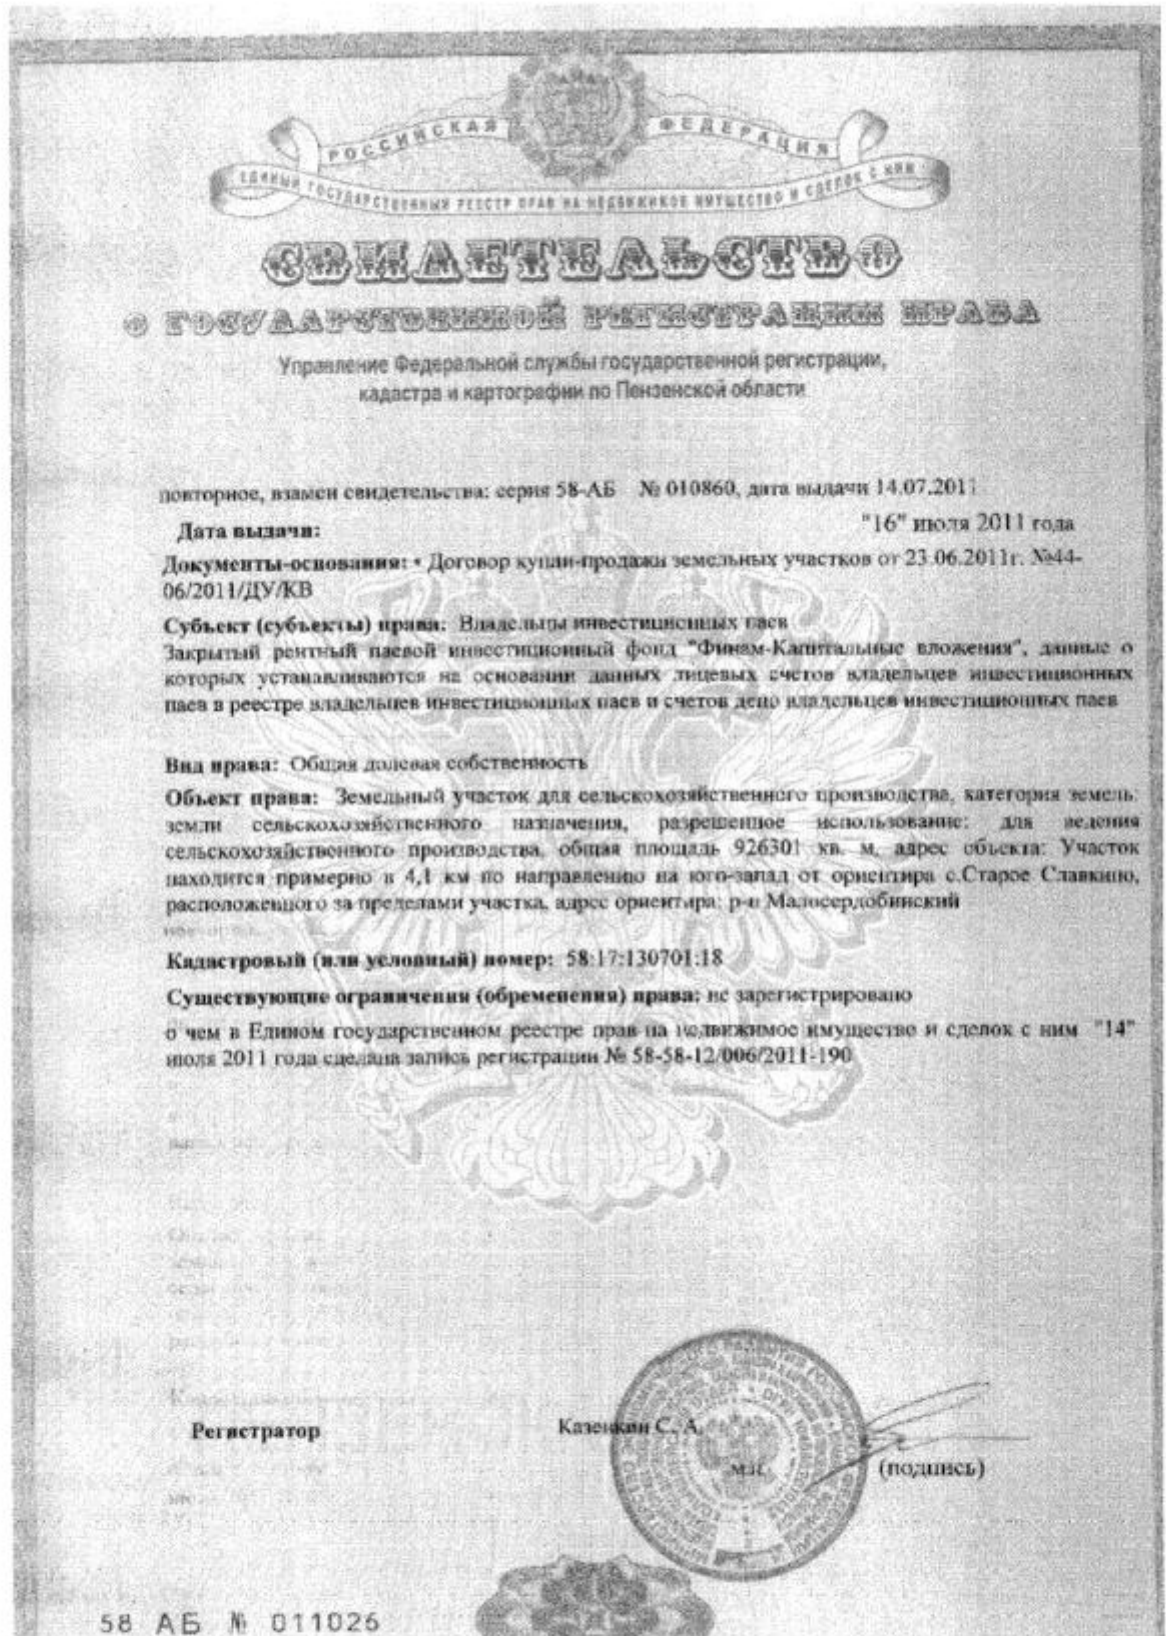 РОССИЙСКАЯ ФЕДЕРАЦИЯ
ЕДИНЫЙ ГОСУДАРСТВЕННЫЙ РЕЕСТР ПРАВ НА НЕДВИЖИМОЕ ИМУЩЕСТВО И СДЕЛОК С НИМ
СВИДЕТЕЛЬСТВО
О ГОСУДАРСТВЕННОЙ РЕГИСТРАЦИИ ПРАВА
Управление Федеральной службы государственной регистрации,
кадастра и картографии по Пензенской области
повторное, взамен свидетельства: серия 58-АБ № 010860, дата выдачи 14.07.2011
Дата выдачи: "16" июля 2011 года
Документы-основания: • Договор купли-продажи земельных участков от 23.06.2011г. №44-
06/2011/ДУ/КВ
Субъект (субъекты) права: Владельцы инвестиционных паев
Закрытый рентный паевой инвестиционный фонд "Финам-Капитальные вложения", данные о
которых устанавливаются на основании данных лицевых счетов владельцев инвестиционных
паев в реестре владельцев инвестиционных паев и счетов депо владельцев инвестиционных паев
Вид права: Общая долевая собственность
Объект права: Земельный участок для сельскохозяйственного производства, категория земель:
земли сельскохозяйственного назначения, разрешенное использование: для ведения
сельскохозяйственного производства, общая площадь 926301 кв. м, адрес объекта: Участок
находится примерно в 4,1 км по направлению на юго-запад от ориентира с.Старое Славкино,
расположенного за пределами участка, адрес ориентира: р-н Малосердобинский
Кадастровый (или условный) номер: 58:17:130701:18
Существующие ограничения (обременения) права: не зарегистрировано
о чем в Едином государственном реестре прав на недвижимое имущество и сделок с ним "14"
июля 2011 года сделана запись регистрации № 58-58-12/006/2011-190
Регистратор Казенкин С. А.
м.п. (подпись)
58 АБ № 011026